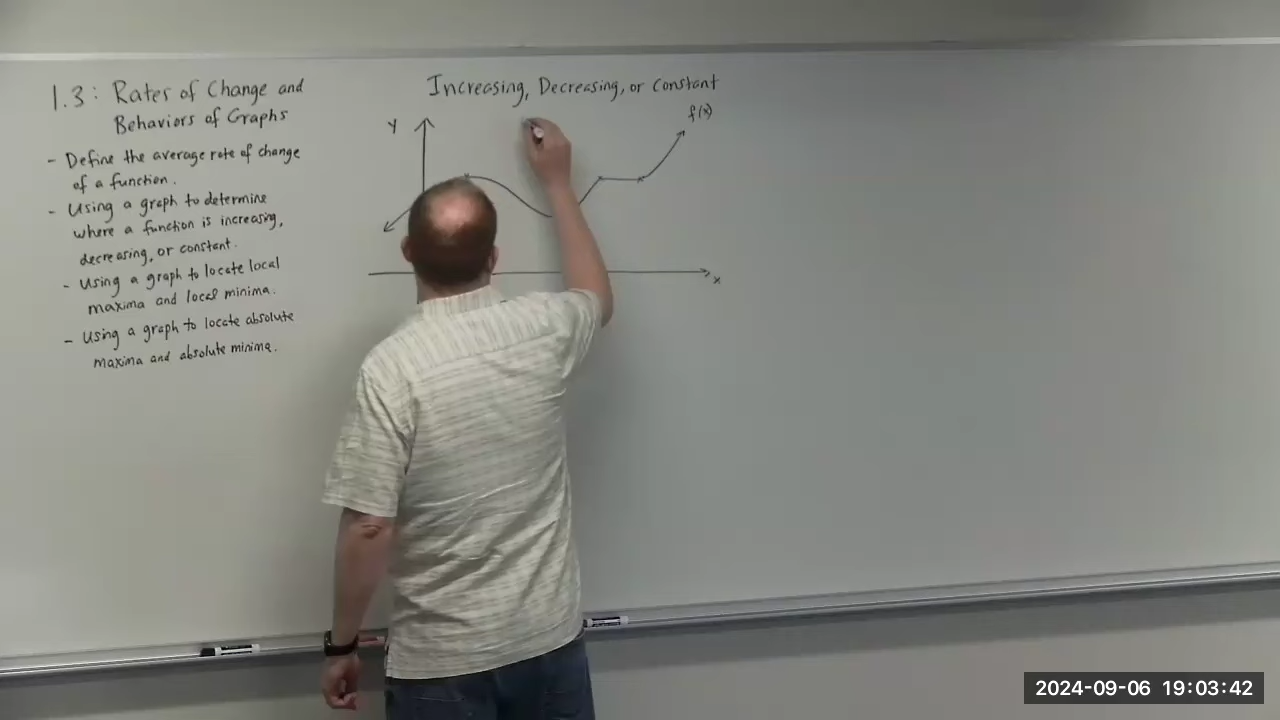 1.3: Rates of Change and
Behaviors of Graphs
- Define the average rate of change
of a function.
- Using a graph to determine
where a function is increasing,
decreasing, or constant.
- Using a graph to locate local
maxima and local minima.
- Using a graph to locate absolute
maxima and absolute minima.
Increasing, Decreasing, or Constant
y
f(x)
x
2024-09-06 19:03:42